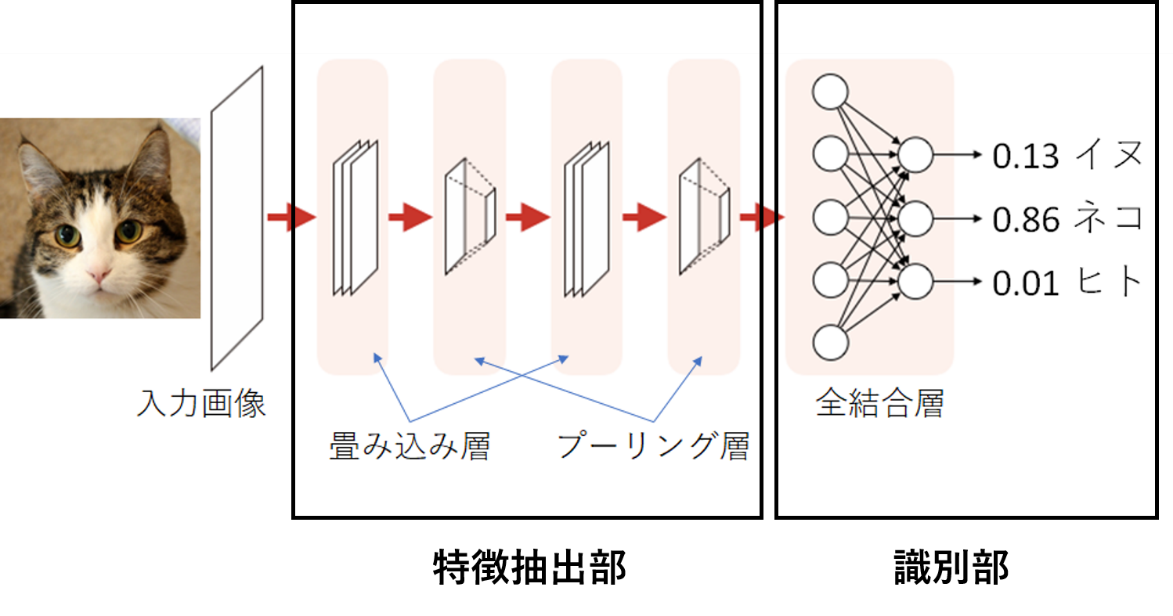 0.13 イヌ
0.86 ネコ
0.01 ヒト
入力画像
全結合層
畳み込み層
プーリング層
特徴抽出部
識別部